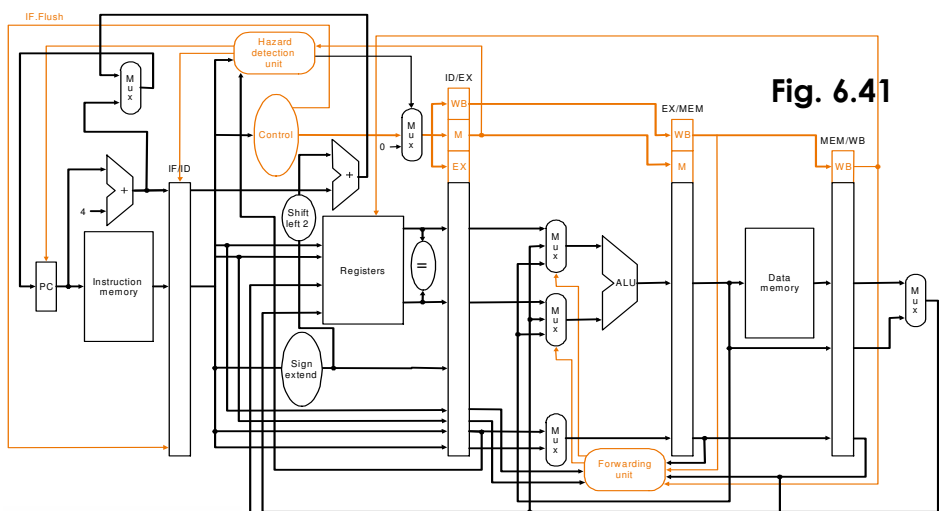 IF.Flush
Hazard
detection
unit
M
u
x
ID/EX
Fig. 6.41
WB
EX/MEM
Control
M
u
x
0
M
WB
MEM/WB
IF/ID
+
EX
M
WB
+
4
Shift
left 2
PC
Instruction
memory
Registers
=
M
u
x
ALU
Data
memory
M
u
x
M
u
x
Sign
extend
M
u
x
Forwarding
unit